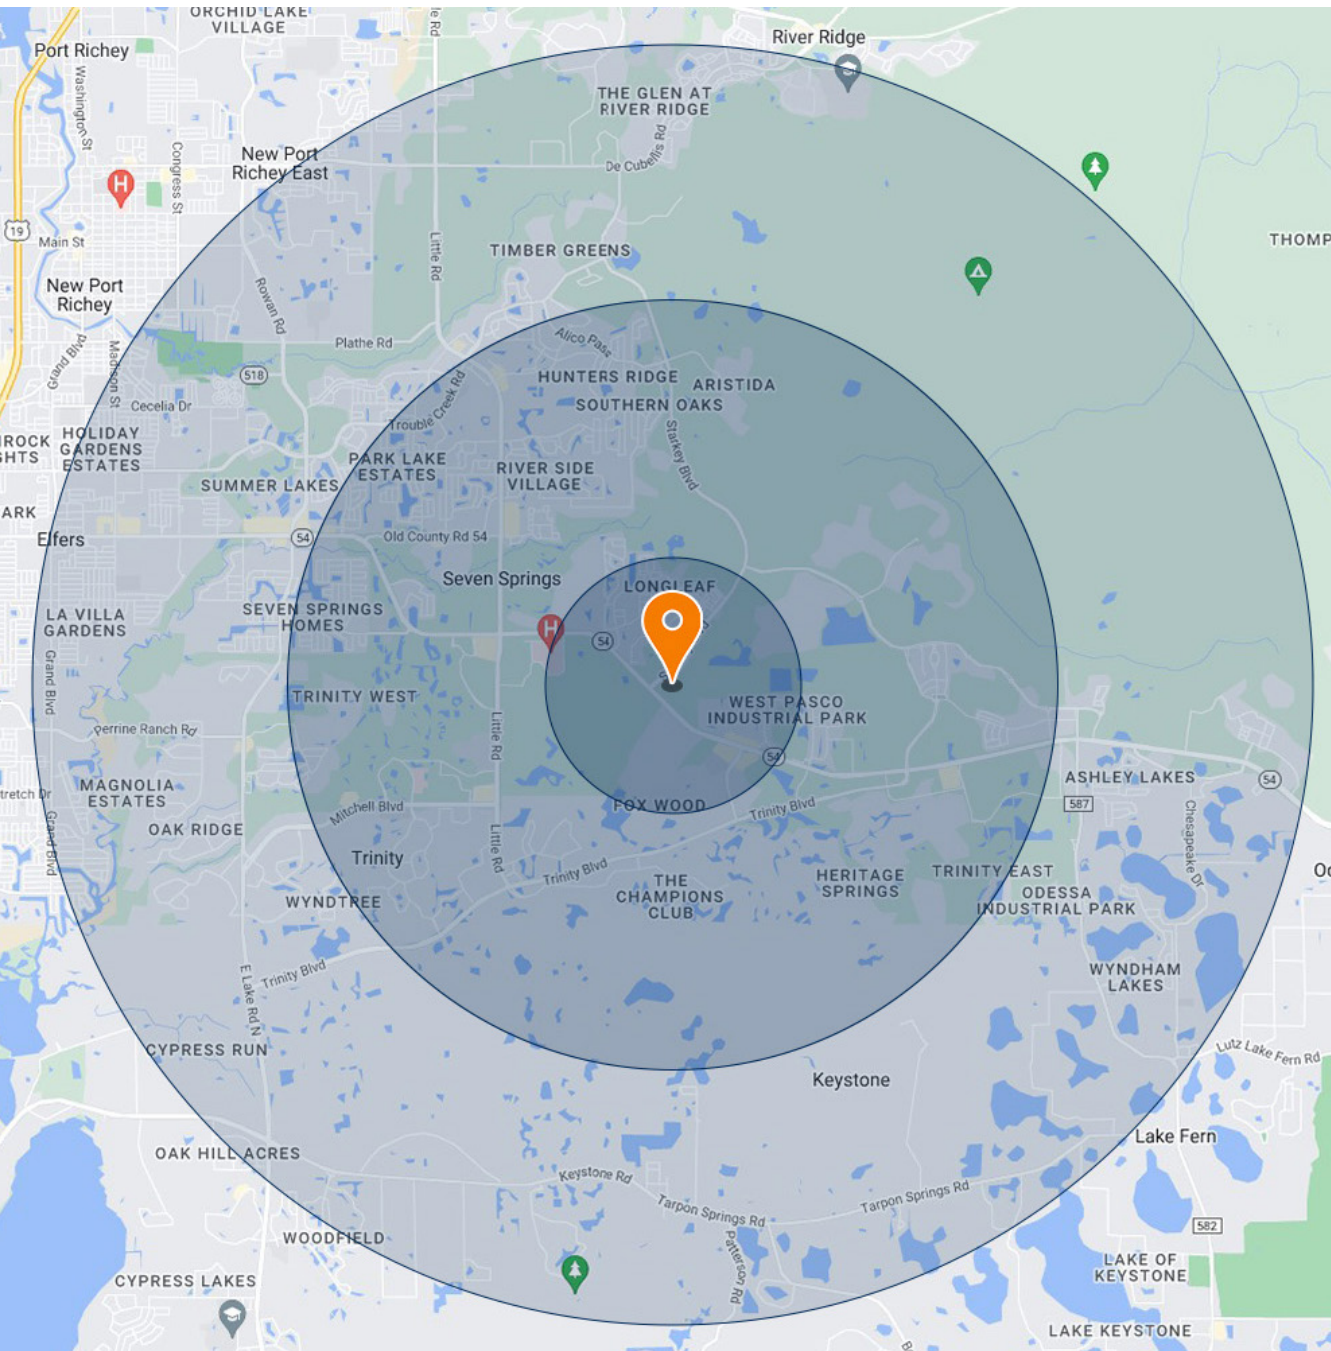 ORCHID LAKE
VILLAGE
Port Richey
River Ridge
Washington St
THE GLEN AT
RIVER RIDGE
Congress St
New Port
Richey East
De Cubellis Rd
H
19
Main St
Little Rd
TIMBER GREENS
New Port
Richey
Rowan Rd
Plathe Rd
Alico Pass
Grand Blvd
Madison St
518
HUNTERS RIDGE
ARISTIDA
SOUTHERN OAKS
Cecelia Dr
Trouble Creek Rd
Starkey Blvd
HOLIDAY
GARDENS
ESTATES
PARK LAKE
ESTATES
RIVER SIDE
VILLAGE
SUMMER LAKES
Elfers
54
Old County Rd 54
Seven Springs
LONGLEAF
LA VILLA
GARDENS
SEVEN SPRINGS
HOMES
H
54
Grand Blvd
TRINITY WEST
WEST PASCO
INDUSTRIAL PARK
Perrine Ranch Rd
Little Rd
54
ASHLEY LAKES
54
MAGNOLIA
ESTATES
Mitchell Blvd
FOX WOOD
Trinity Blvd
587
Chesapeake Dr
OAK RIDGE
Grand Blvd
Little Rd
Trinity
Trinity Blvd
THE
CHAMPIONS
CLUB
HERITAGE
SPRINGS
TRINITY EAST
ODESSA
INDUSTRIAL PARK
WYNDTREE
Trinity Blvd
E Lake Rd N
WYNDHAM
LAKES
CYPRESS RUN
Lutz Lake Fern Rd
Keystone
Lake Fern
OAK HILL ACRES
Keystone Rd
Tarpon Springs Rd
Tarpon Springs Rd
582
WOODFIELD
Patterson Rd
CYPRESS LAKES
LAKE OF
KEYSTONE
LAKE KEYSTONE